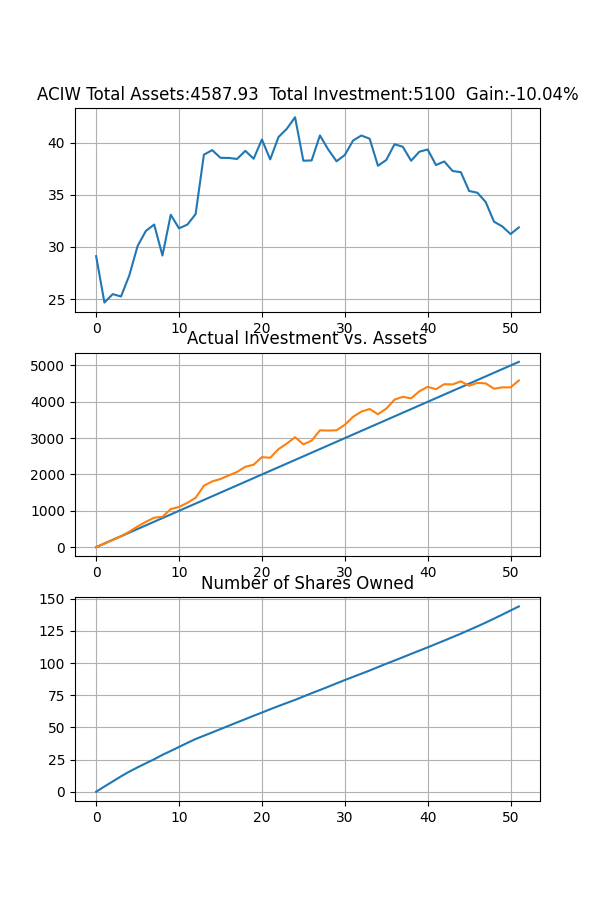 ACIW Total Assets:4587.93  Total Investment:5100  Gain:-10.04%
40
35
30
25
0 10 20 30 40 50
Actual Investment vs. Assets
5000
4000
3000
2000
1000
0
0 10 20 30 40 50
Number of Shares Owned
150
125
100
75
50
25
0
0 10 20 30 40 50